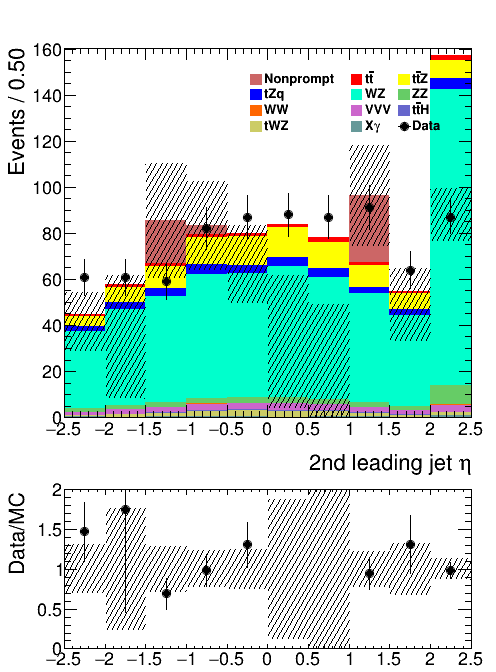 Events / 0.50
160
140
120
100
80
60
40
20
0
Nonprompt tt̄ tt̄Z
tZq WZ ZZ
WW VVV tt̄H
tWZ Xγ Data
−2.5 −2 −1.5 −1 −0.5 0 0.5 1 1.5 2 2.5
2nd leading jet η
Data/MC
2
1.5
1
0.5
0
−2.5 −2 −1.5 −1 −0.5 0 0.5 1 1.5 2 2.5